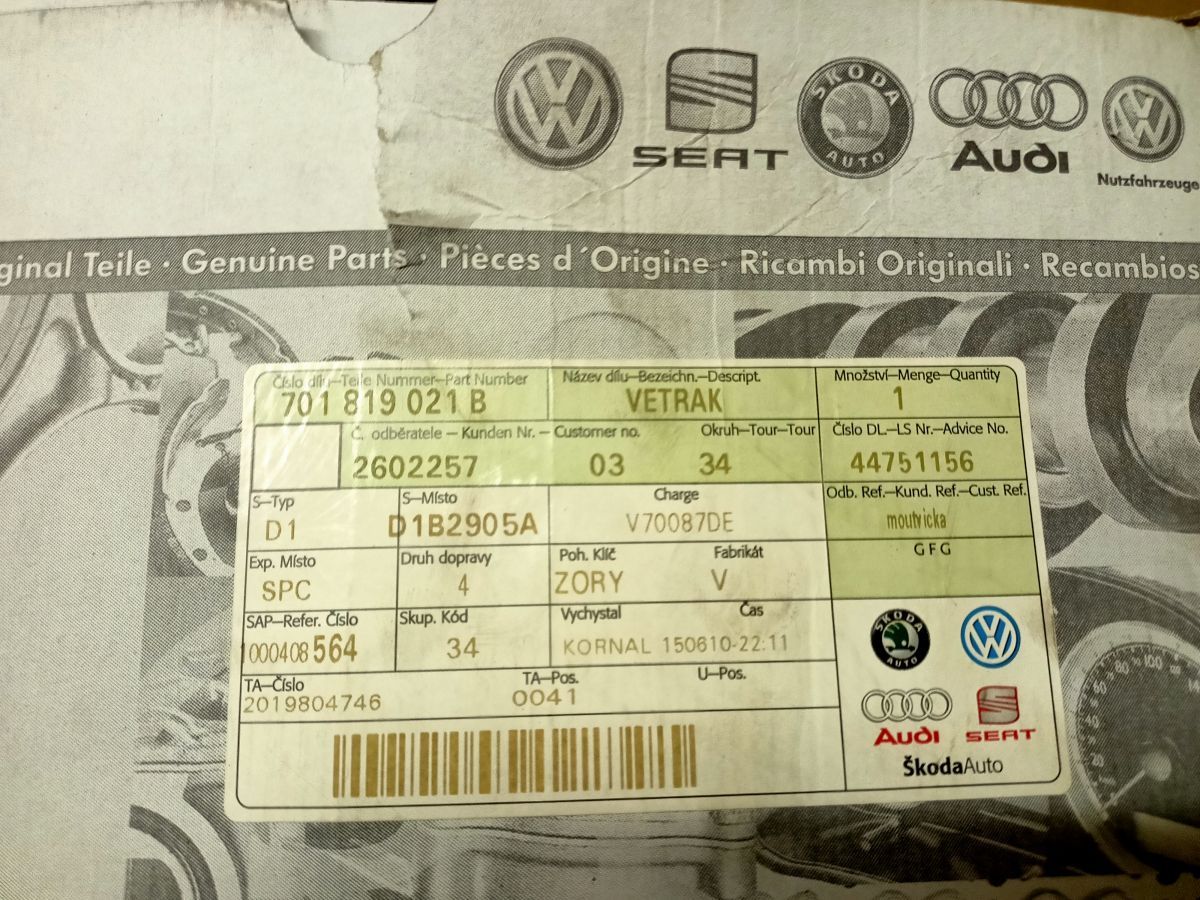 SEAT
ŠKODA
AUTO
Audi
Nutzfahrzeuge
ginal Teile · Genuine Parts · Pièces d´Origine · Ricambi Originali · Recambios
Číslo dílu–Teile Nummer–Part Number
Název dílu–Bezeichn.–Descript.
Množství–Menge–Quantity
701 819 021 B
VETRAK
1
Č. odběratele – Kunden Nr. – Customer no.
Okruh–Tour–Tour
Číslo DL.–LS Nr.–Advice No.
2602257
03
34
44751156
S–Typ
S–Místo
Charge
Odb. Ref.–Kund. Ref.–Cust. Ref.
D1
D1B2905A
V70087DE
moutvicka
Exp. Místo
Druh dopravy
Poh. Klíč
Fabrikát
GFG
SPC
4
ZORY
V
SAP–Refer. Číslo
Skup. Kód
Vychystal
Čas
1000408564
34
KORNAL 150610-22:11
TA–Číslo
TA–Pos.
U–Pos.
2019804746
0041
ŠKODA
AUTO
Audi
SEAT
ŠkodaAuto
80
100